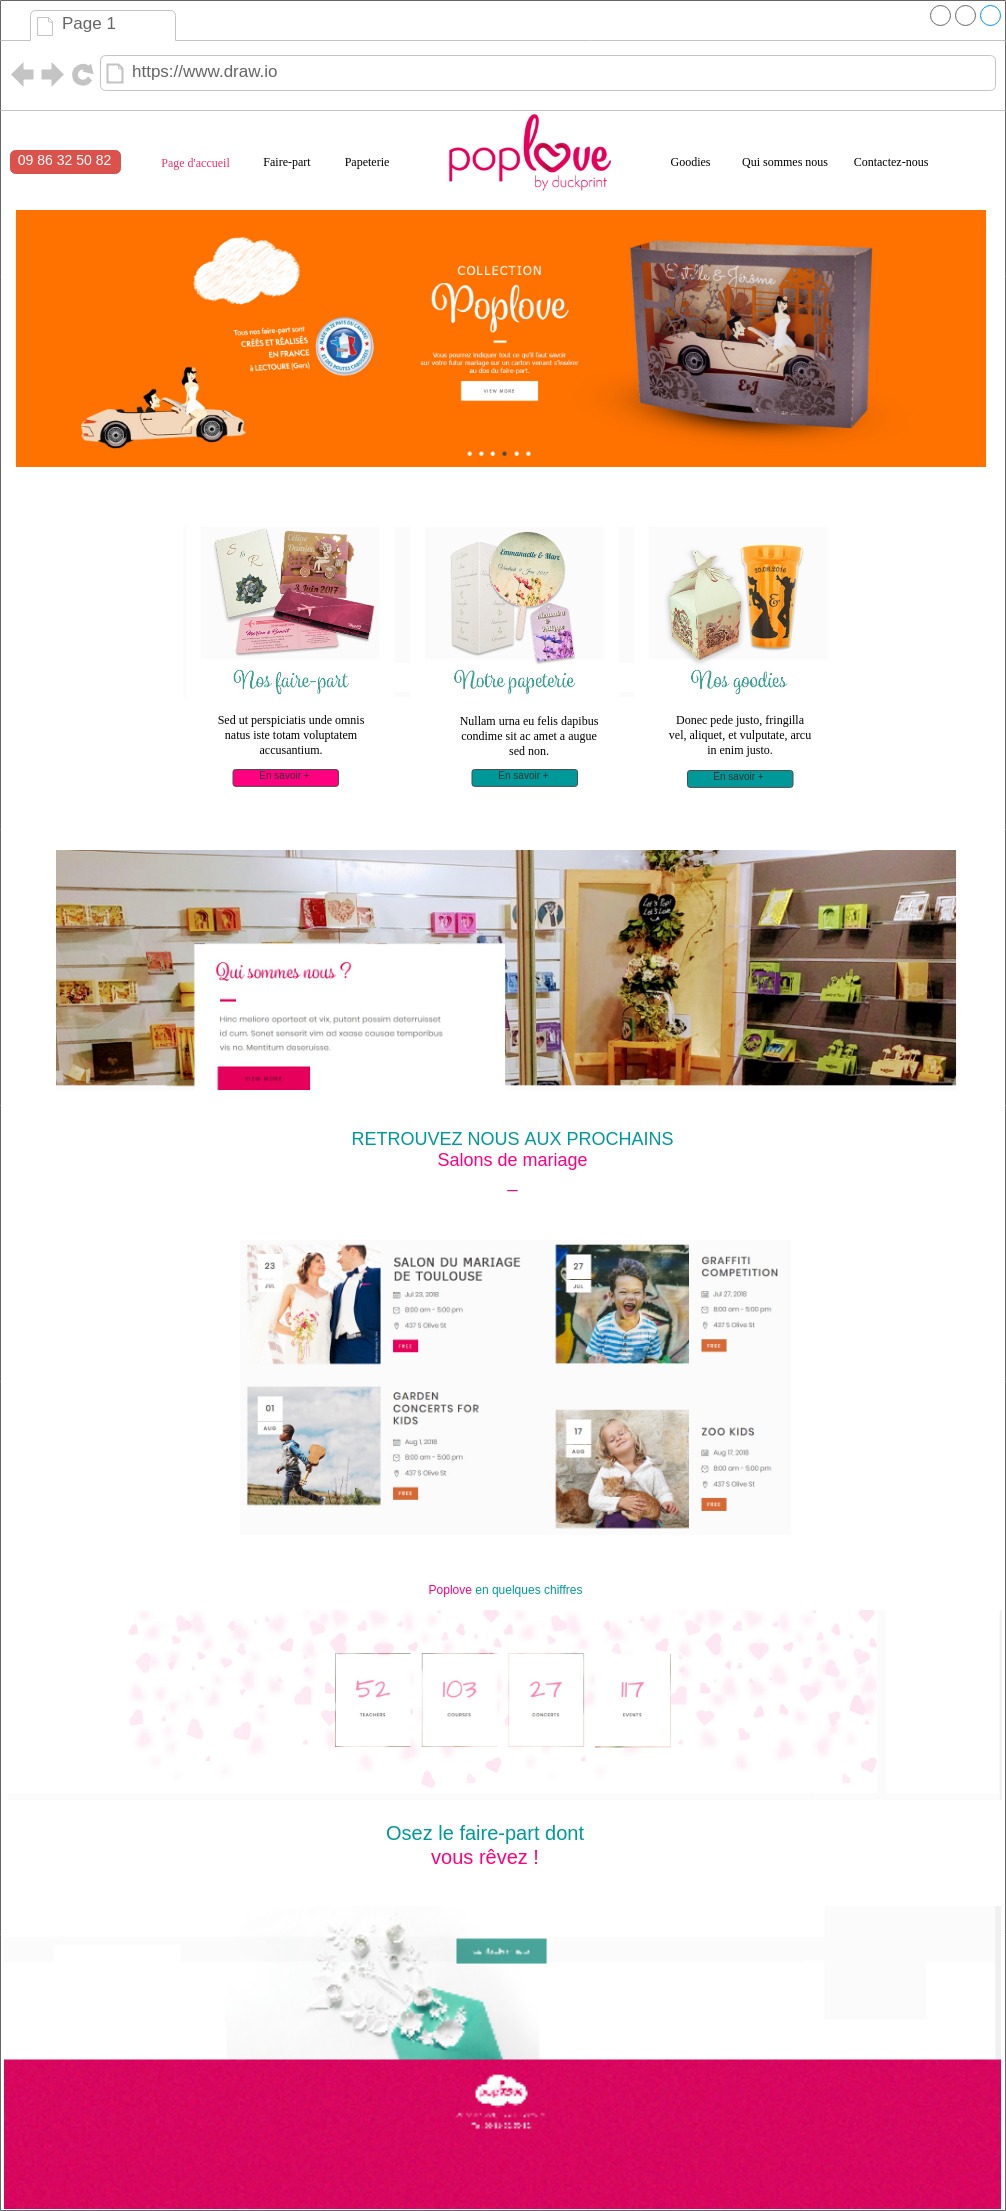 Page 1
https://www.draw.io
09 86 32 50 82
Page d'accueil
Faire-part
Papeterie
poplove
by duckprint
Goodies
Qui sommes nous
Contactez-nous
Tous nos faire-part sont
CRÉÉS ET RÉALISÉS
EN FRANCE
à LECTOURE (Gers)
COLLECTION
Poplove
Vous pourrez indiquer tout ce qu'il faut savoir
sur votre futur mariage sur un carton venant s'insérer
au dos du faire-part.
VIEW MORE
Estelle & Jérôme
E&J
S & R
3 Juin 2017
Emmanuelle & Marc
Alexandra
&
Philippe
20.08.2016
&
Nos faire-part
Notre papeterie
Nos goodies
Sed ut perspiciatis unde omnis
natus iste totam voluptatem
accusantium.
Nullam urna eu felis dapibus
condime sit ac amet a augue
sed non.
Donec pede justo, fringilla
vel, aliquet, et vulputate, arcu
in enim justo.
En savoir +
En savoir +
En savoir +
Qui sommes nous ?
Hinc meliore oporteat et vix, putant possim deterruisset
id cum. Sonet senserit vim ad xoase causae temporibus
vis no. Mentitum deseruisse.
VIEW MORE
RETROUVEZ NOUS AUX PROCHAINS
Salons de mariage
23
JUL
SALON DU MARIAGE
DE TOULOUSE
Jul 23, 2018
8:00 am - 5:00 pm
437 S Olive St
FREE
27
JUL
GRAFFITI
COMPETITION
Jul 27, 2018
8:00 am - 5:00 pm
437 S Olive St
FREE
01
AUG
GARDEN
CONCERTS FOR
KIDS
Aug 1, 2018
8:00 am - 5:00 pm
437 S Olive St
FREE
17
AUG
ZOO KIDS
Aug 17, 2018
8:00 am - 5:00 pm
437 S Olive St
FREE
Poplove en quelques chiffres
52
TEACHERS
103
COURSES
27
CONCERTS
117
EVENTS
Osez le faire-part dont
vous rêvez !